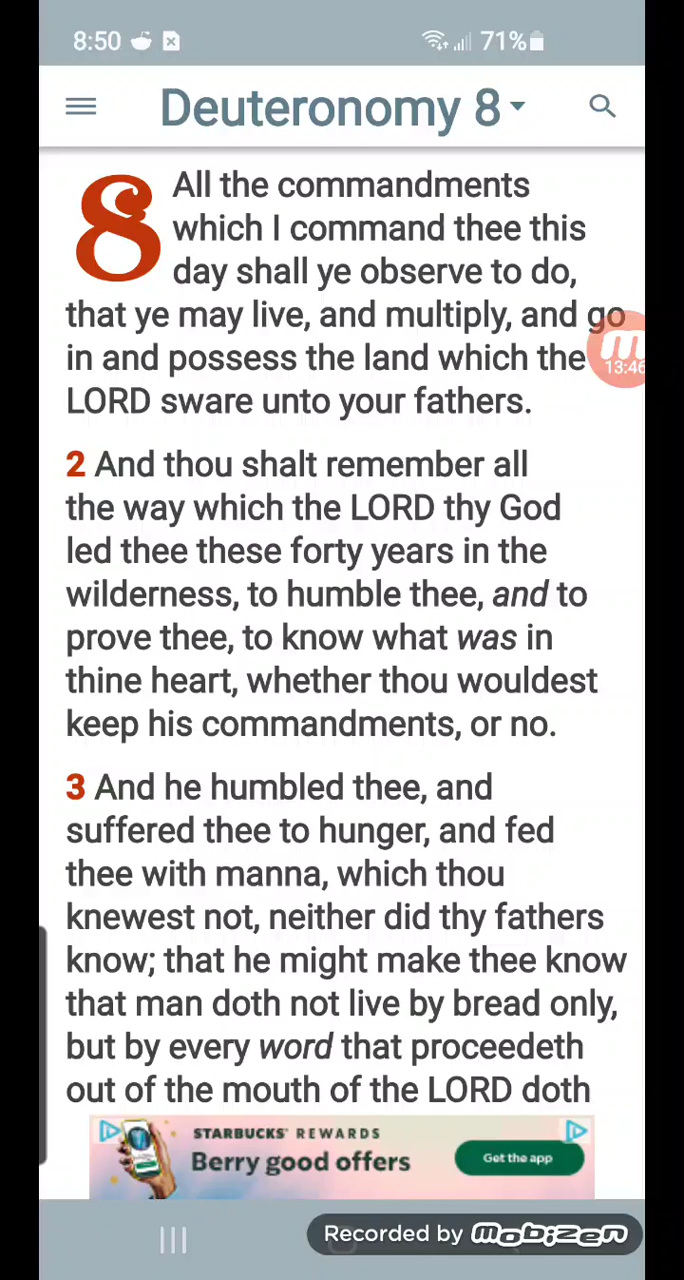 8:50 71%
Deuteronomy 8
8 All the commandments
which I command thee this
day shall ye observe to do,
that ye may live, and multiply, and go
in and possess the land which the
LORD sware unto your fathers.
13:46
2 And thou shalt remember all
the way which the LORD thy God
led thee these forty years in the
wilderness, to humble thee, and to
prove thee, to know what was in
thine heart, whether thou wouldest
keep his commandments, or no.
3 And he humbled thee, and
suffered thee to hunger, and fed
thee with manna, which thou
knewest not, neither did thy fathers
know; that he might make thee know
that man doth not live by bread only,
but by every word that proceedeth
out of the mouth of the LORD doth
STARBUCKS® REWARDS
Berry good offers
Get the app
Recorded by mobizen